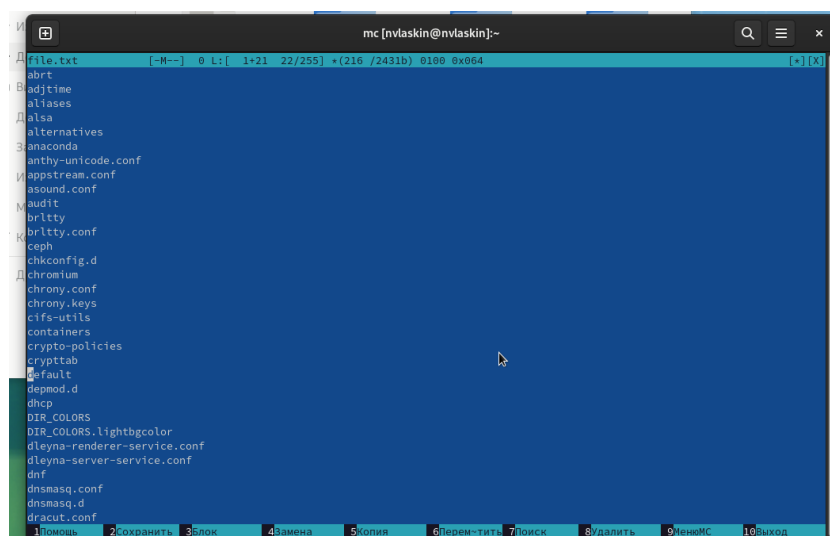 mc [nvlaskin@nvlaskin]:~
file.txt [-M--] 0 L:[ 1+21 22/255] *(216 /2431b) 0100 0x064 [*][X]
abrt
adjtime
aliases
alsa
alternatives
anaconda
anthy-unicode.conf
appstream.conf
asound.conf
audit
brltty
brltty.conf
ceph
chkconfig.d
chromium
chrony.conf
chrony.keys
cifs-utils
containers
crypto-policies
crypttab
default
depmod.d
dhcp
DIR_COLORS
DIR_COLORS.lightbgcolor
dleyna-renderer-service.conf
dleyna-server-service.conf
dnf
dnsmasq.conf
dnsmasq.d
dracut.conf
1Помощь 2Сохранить 3Блок 4Замена 5Копия 6Перем~тить 7Поиск 8Удалить 9МенюMC 10Выход